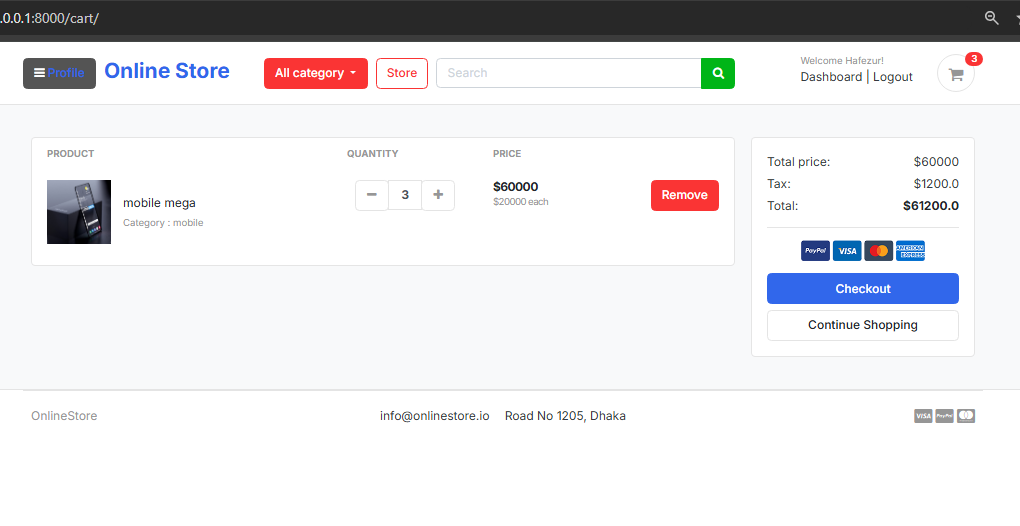 .0.0.1:8000/cart/
Profile
Online Store
All category
Store
Search
Welcome Hafezur!
Dashboard | Logout
3
PRODUCT QUANTITY PRICE
mobile mega
Category : mobile
− 3 +
$60000
$20000 each
Remove
Total price: $60000
Tax: $1200.0
Total: $61200.0
PayPal VISA AMERICAN EXPRESS
Checkout
Continue Shopping
OnlineStore
info@onlinestore.io Road No 1205, Dhaka
VISA PayPal